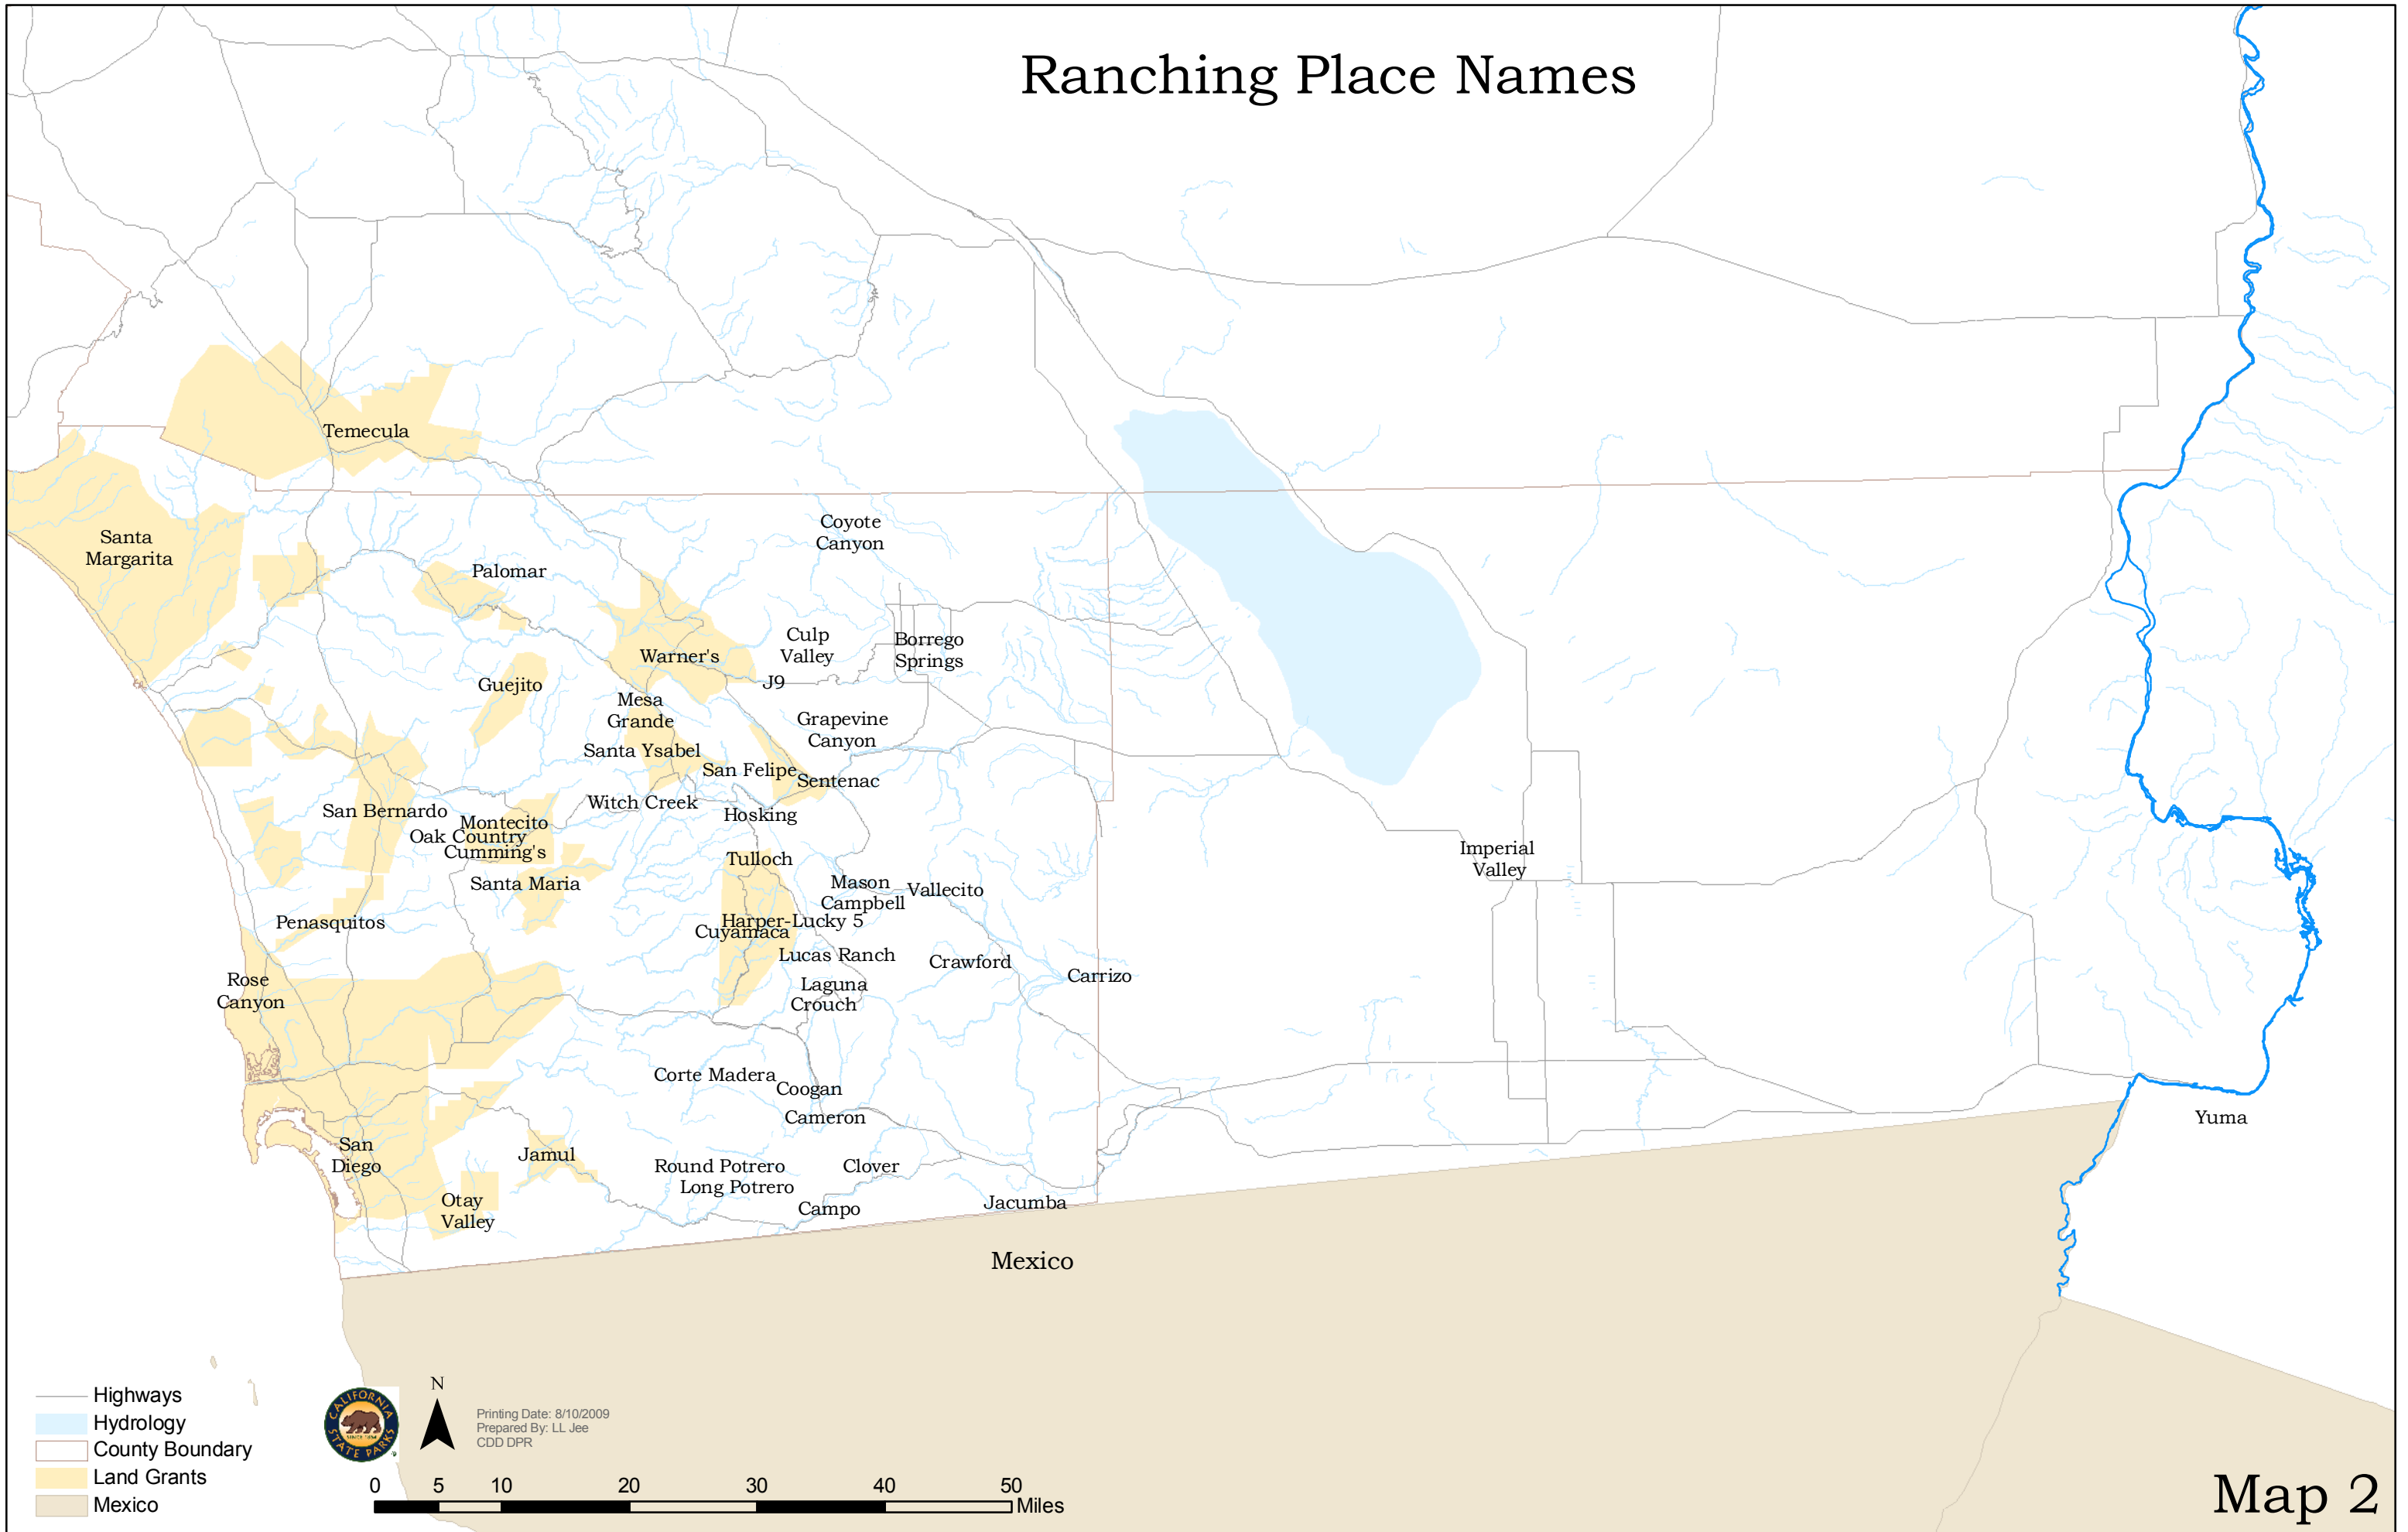 Ranching Place Names
Temecula
Santa
Margarita
Coyote
Canyon
Palomar
Culp
Valley
Borrego
Springs
Warner's
J9
Guejito
Mesa
Grande
Grapevine
Canyon
Santa Ysabel
San Felipe
Sentenac
Witch Creek
Hosking
San Bernardo
Montecito
Oak Country
Cumming's
Santa Maria
Tulloch
Mason
Campbell
Vallecito
Imperial
Valley
Penasquitos
Harper-Lucky 5
Cuyamaca
Lucas Ranch
Crawford
Carrizo
Rose
Canyon
Laguna
Crouch
Corte Madera
Coogan
Cameron
Yuma
San
Diego
Jamul
Round Potrero
Long Potrero
Clover
Otay
Valley
Campo
Jacumba
Mexico
Highways
Hydrology
County Boundary
Land Grants
Mexico
CALIFORNIA
SINCE 1864
STATE PARKS
N
Printing Date: 8/10/2009
Prepared By: LL Jee
CDD DPR
0 5 10 20 30 40 50
Miles
Map 2